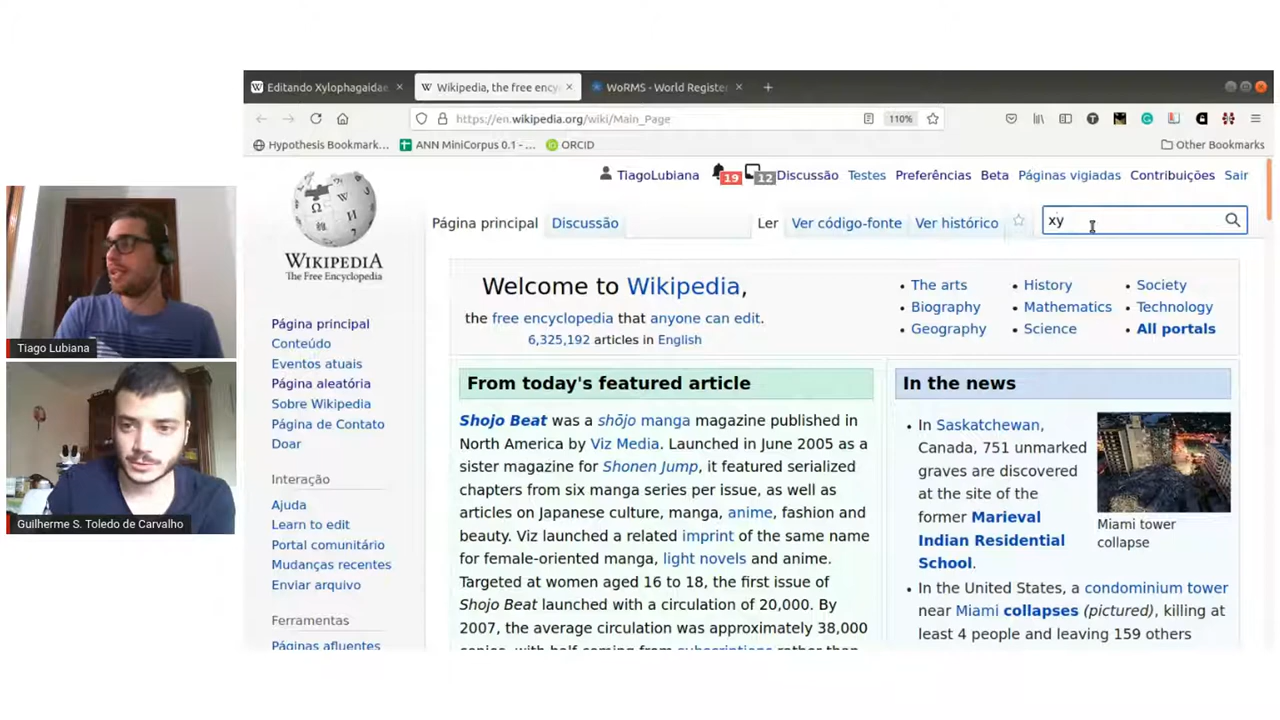 Editando Xylophagaidae
Wikipedia, the free ency
WoRMS - World Registe
https://en.wikipedia.org/wiki/Main_Page
110%
Hypothesis Bookmark...
ANN MiniCorpus 0.1 - ...
ORCID
Other Bookmarks
TiagoLubiana 19 12 Discussão Testes Preferências Beta Páginas vigiadas Contribuições Sair
Página principal Discussão Ler Ver código-fonte Ver histórico xy
WIKIPEDIA
The Free Encyclopedia
Página principal
Conteúdo
Eventos atuais
Página aleatória
Sobre Wikipedia
Página de Contato
Doar
Interação
Ajuda
Learn to edit
Portal comunitário
Mudanças recentes
Enviar arquivo
Ferramentas
Páginas afluentes
Welcome to Wikipedia,
the free encyclopedia that anyone can edit.
6,325,192 articles in English
The arts
Biography
Geography
History
Mathematics
Science
Society
Technology
All portals
From today's featured article
Shojo Beat was a shōjo manga magazine published in
North America by Viz Media. Launched in June 2005 as a
sister magazine for Shonen Jump, it featured serialized
chapters from six manga series per issue, as well as
articles on Japanese culture, manga, anime, fashion and
beauty. Viz launched a related imprint of the same name
for female-oriented manga, light novels and anime.
Targeted at women aged 16 to 18, the first issue of
Shojo Beat launched with a circulation of 20,000. By
2007, the average circulation was approximately 38,000
copies, with half coming from subscriptions rather than
In the news
In Saskatchewan,
Canada, 751 unmarked
graves are discovered
at the site of the
former Marieval
Indian Residential
School.
Miami tower
collapse
In the United States, a condominium tower
near Miami collapses (pictured), killing at
least 4 people and leaving 159 others
Tiago Lubiana
Guilherme S. Toledo de Carvalho